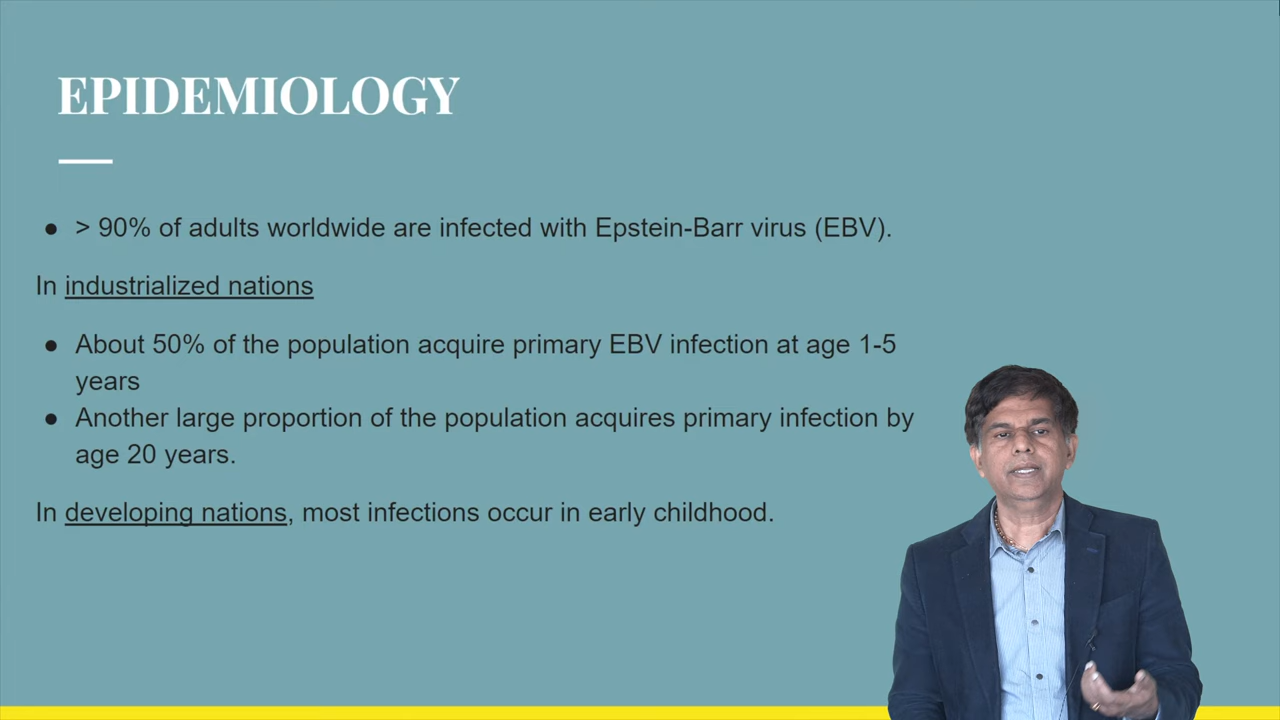 EPIDEMIOLOGY
● > 90% of adults worldwide are infected with Epstein-Barr virus (EBV).
In industrialized nations
● About 50% of the population acquire primary EBV infection at age 1-5
years
● Another large proportion of the population acquires primary infection by
age 20 years.
In developing nations, most infections occur in early childhood.